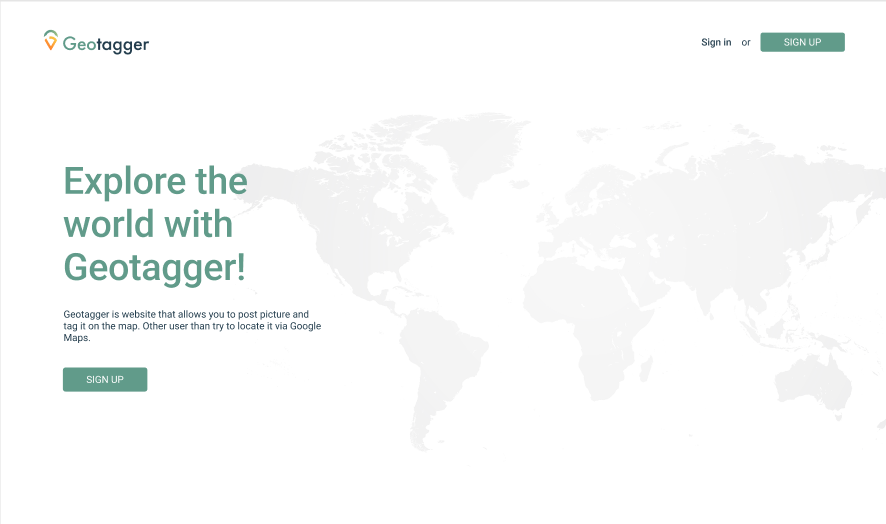 Geotagger
Sign in or SIGN UP
Explore the
world with
Geotagger!
Geotagger is website that allows you to post picture and
tag it on the map. Other user than try to locate it via Google
Maps.
SIGN UP